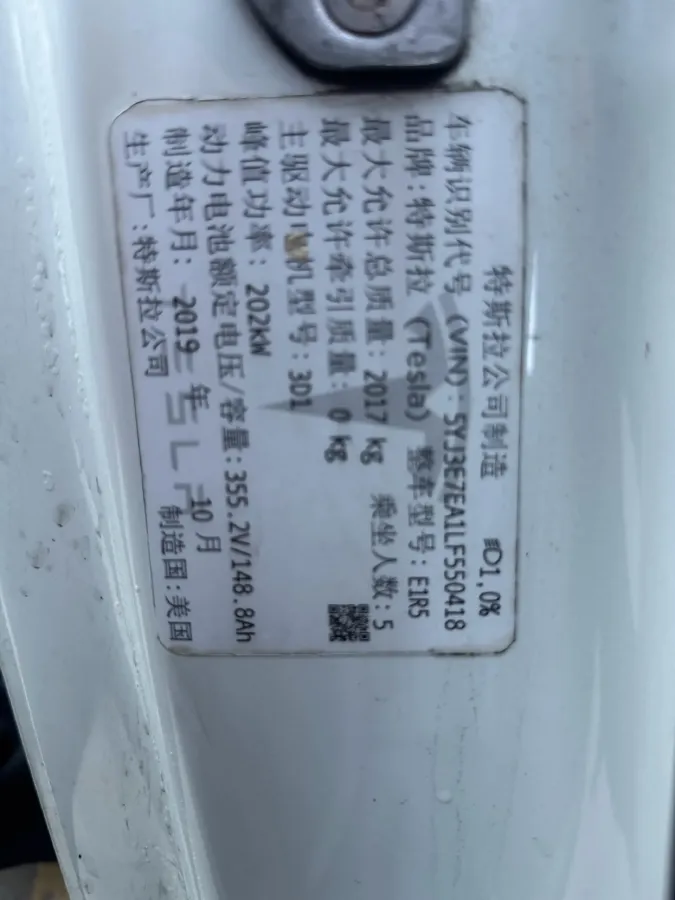 特斯拉公司制造 1,0%
车辆识别代号 (VIN): 5YJ3E7EA1LF550418
品牌:特斯拉 (Tesla) 整车型号:E1R5
最大允许总质量: 2017 kg 乘坐人数:5
最大允许牵引质量: 0 kg
主驱动电机型号: 3D1
峰值功率: 202kW
动力电池额定电压/容量:355.2V/148.8Ah
制造年月: 2019 年 10 月
生产厂:特斯拉公司 制造国:美国